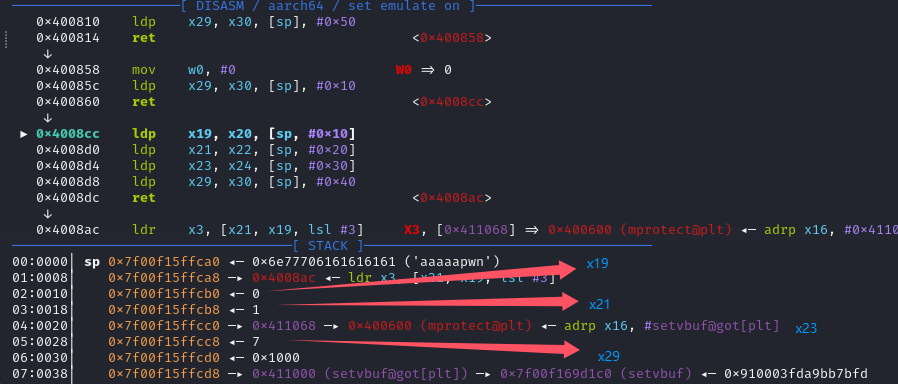 [ DISASM / aarch64 / set emulate on ]
0×400810 ldp x29, x30, [sp], #0×50
0×400814 ret <0×400858>
↓
0×400858 mov w0, #0 W0 ⇒ 0
0×40085c ldp x29, x30, [sp], #0×10
0×400860 ret <0×4008cc>
↓
► 0×4008cc ldp x19, x20, [sp, #0×10]
0×4008d0 ldp x21, x22, [sp, #0×20]
0×4008d4 ldp x23, x24, [sp, #0×30]
0×4008d8 ldp x29, x30, [sp], #0×40
0×4008dc ret <0×4008ac>
↓
0×4008ac ldr x3, [x21, x19, lsl #3] X3, [0×411068] ⇒ 0×400600 (mprotect@plt) ◂— adrp x16, #0×4110
[ STACK ]
00:0000│ sp 0×7f00f15ffca0 ◂— 0×6e77706161616161 ('aaaaapwn') x19
01:0008│ 0×7f00f15ffca8 —▸ 0×4008ac ◂— ldr x3, [x21, x19, lsl #3]
02:0010│ 0×7f00f15ffcb0 ◂— 0 x21
03:0018│ 0×7f00f15ffcb8 ◂— 1
04:0020│ 0×7f00f15ffcc0 —▸ 0×411068 —▸ 0×400600 (mprotect@plt) ◂— adrp x16, #setvbuf@got[plt] x23
05:0028│ 0×7f00f15ffcc8 ◂— 7
06:0030│ 0×7f00f15ffcd0 ◂— 0×1000 x29
07:0038│ 0×7f00f15ffcd8 —▸ 0×411000 (setvbuf@got[plt]) —▸ 0×7f00f169d1c0 (setvbuf) ◂— 0×910003fda9bb7bfd